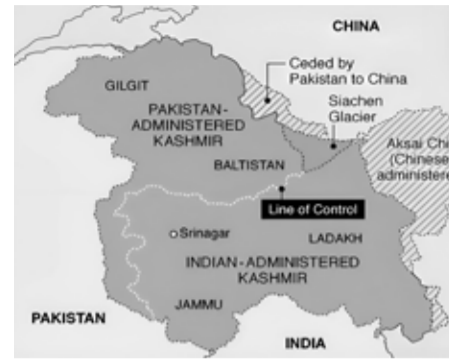 CHINA
Ceded by
Pakistan to China
Siachen
Glacier
GILGIT
PAKISTAN-
ADMINISTERED
KASHMIR
BALTISTAN
Aksai Chi
(Chinese
administere
Line of Control
Srinagar
LADAKH
INDIAN-ADMINISTERED
KASHMIR
JAMMU
PAKISTAN
INDIA